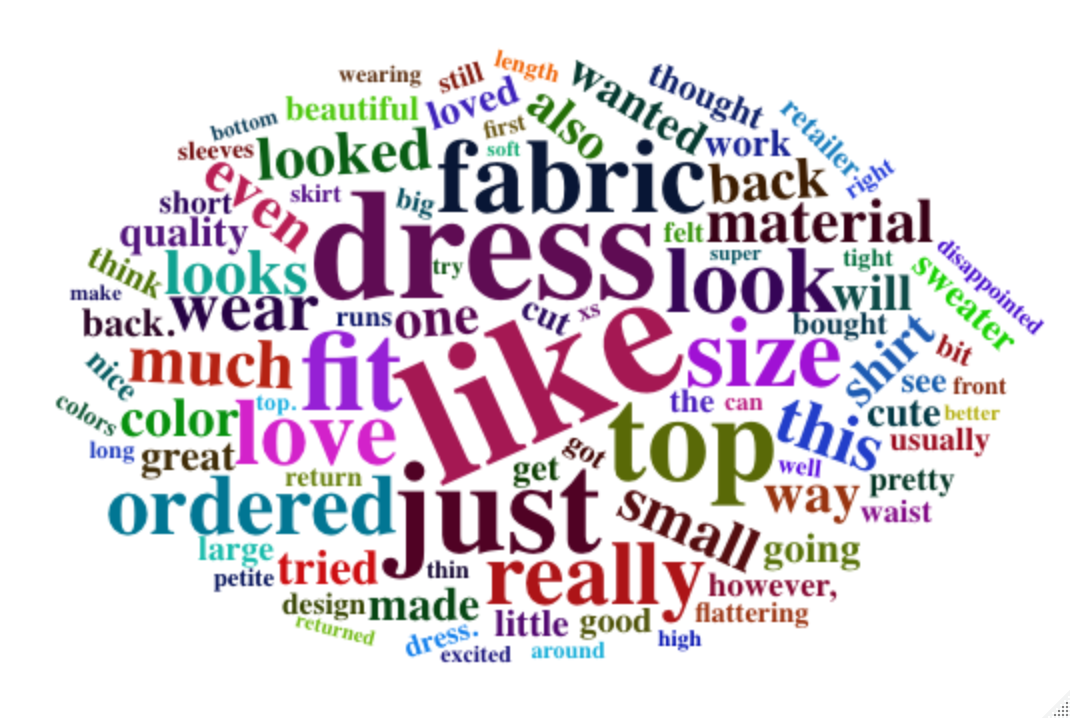 length
wearing
still
wanted
thought
beautiful
loved
also
retailer
bottom
first
work
sleeves
looked
soft
fabric
right
even
skirt
back
short
big
material
quality
dress
felt
disappointed
think
looks
try
super
tight
sweater
make
wear
look
will
back.
runs
one
cut
xs
bought
nice
much
fit
like
size
shirt
bit
see
front
colors
color
top.
love
the
can
this
cute
better
long
great
got
top
usually
return
get
well
pretty
ordered
just
small
way
waist
large
going
petite
tried
thin
really
however,
design
made
little
good
flattering
returned
dress.
high
excited
around